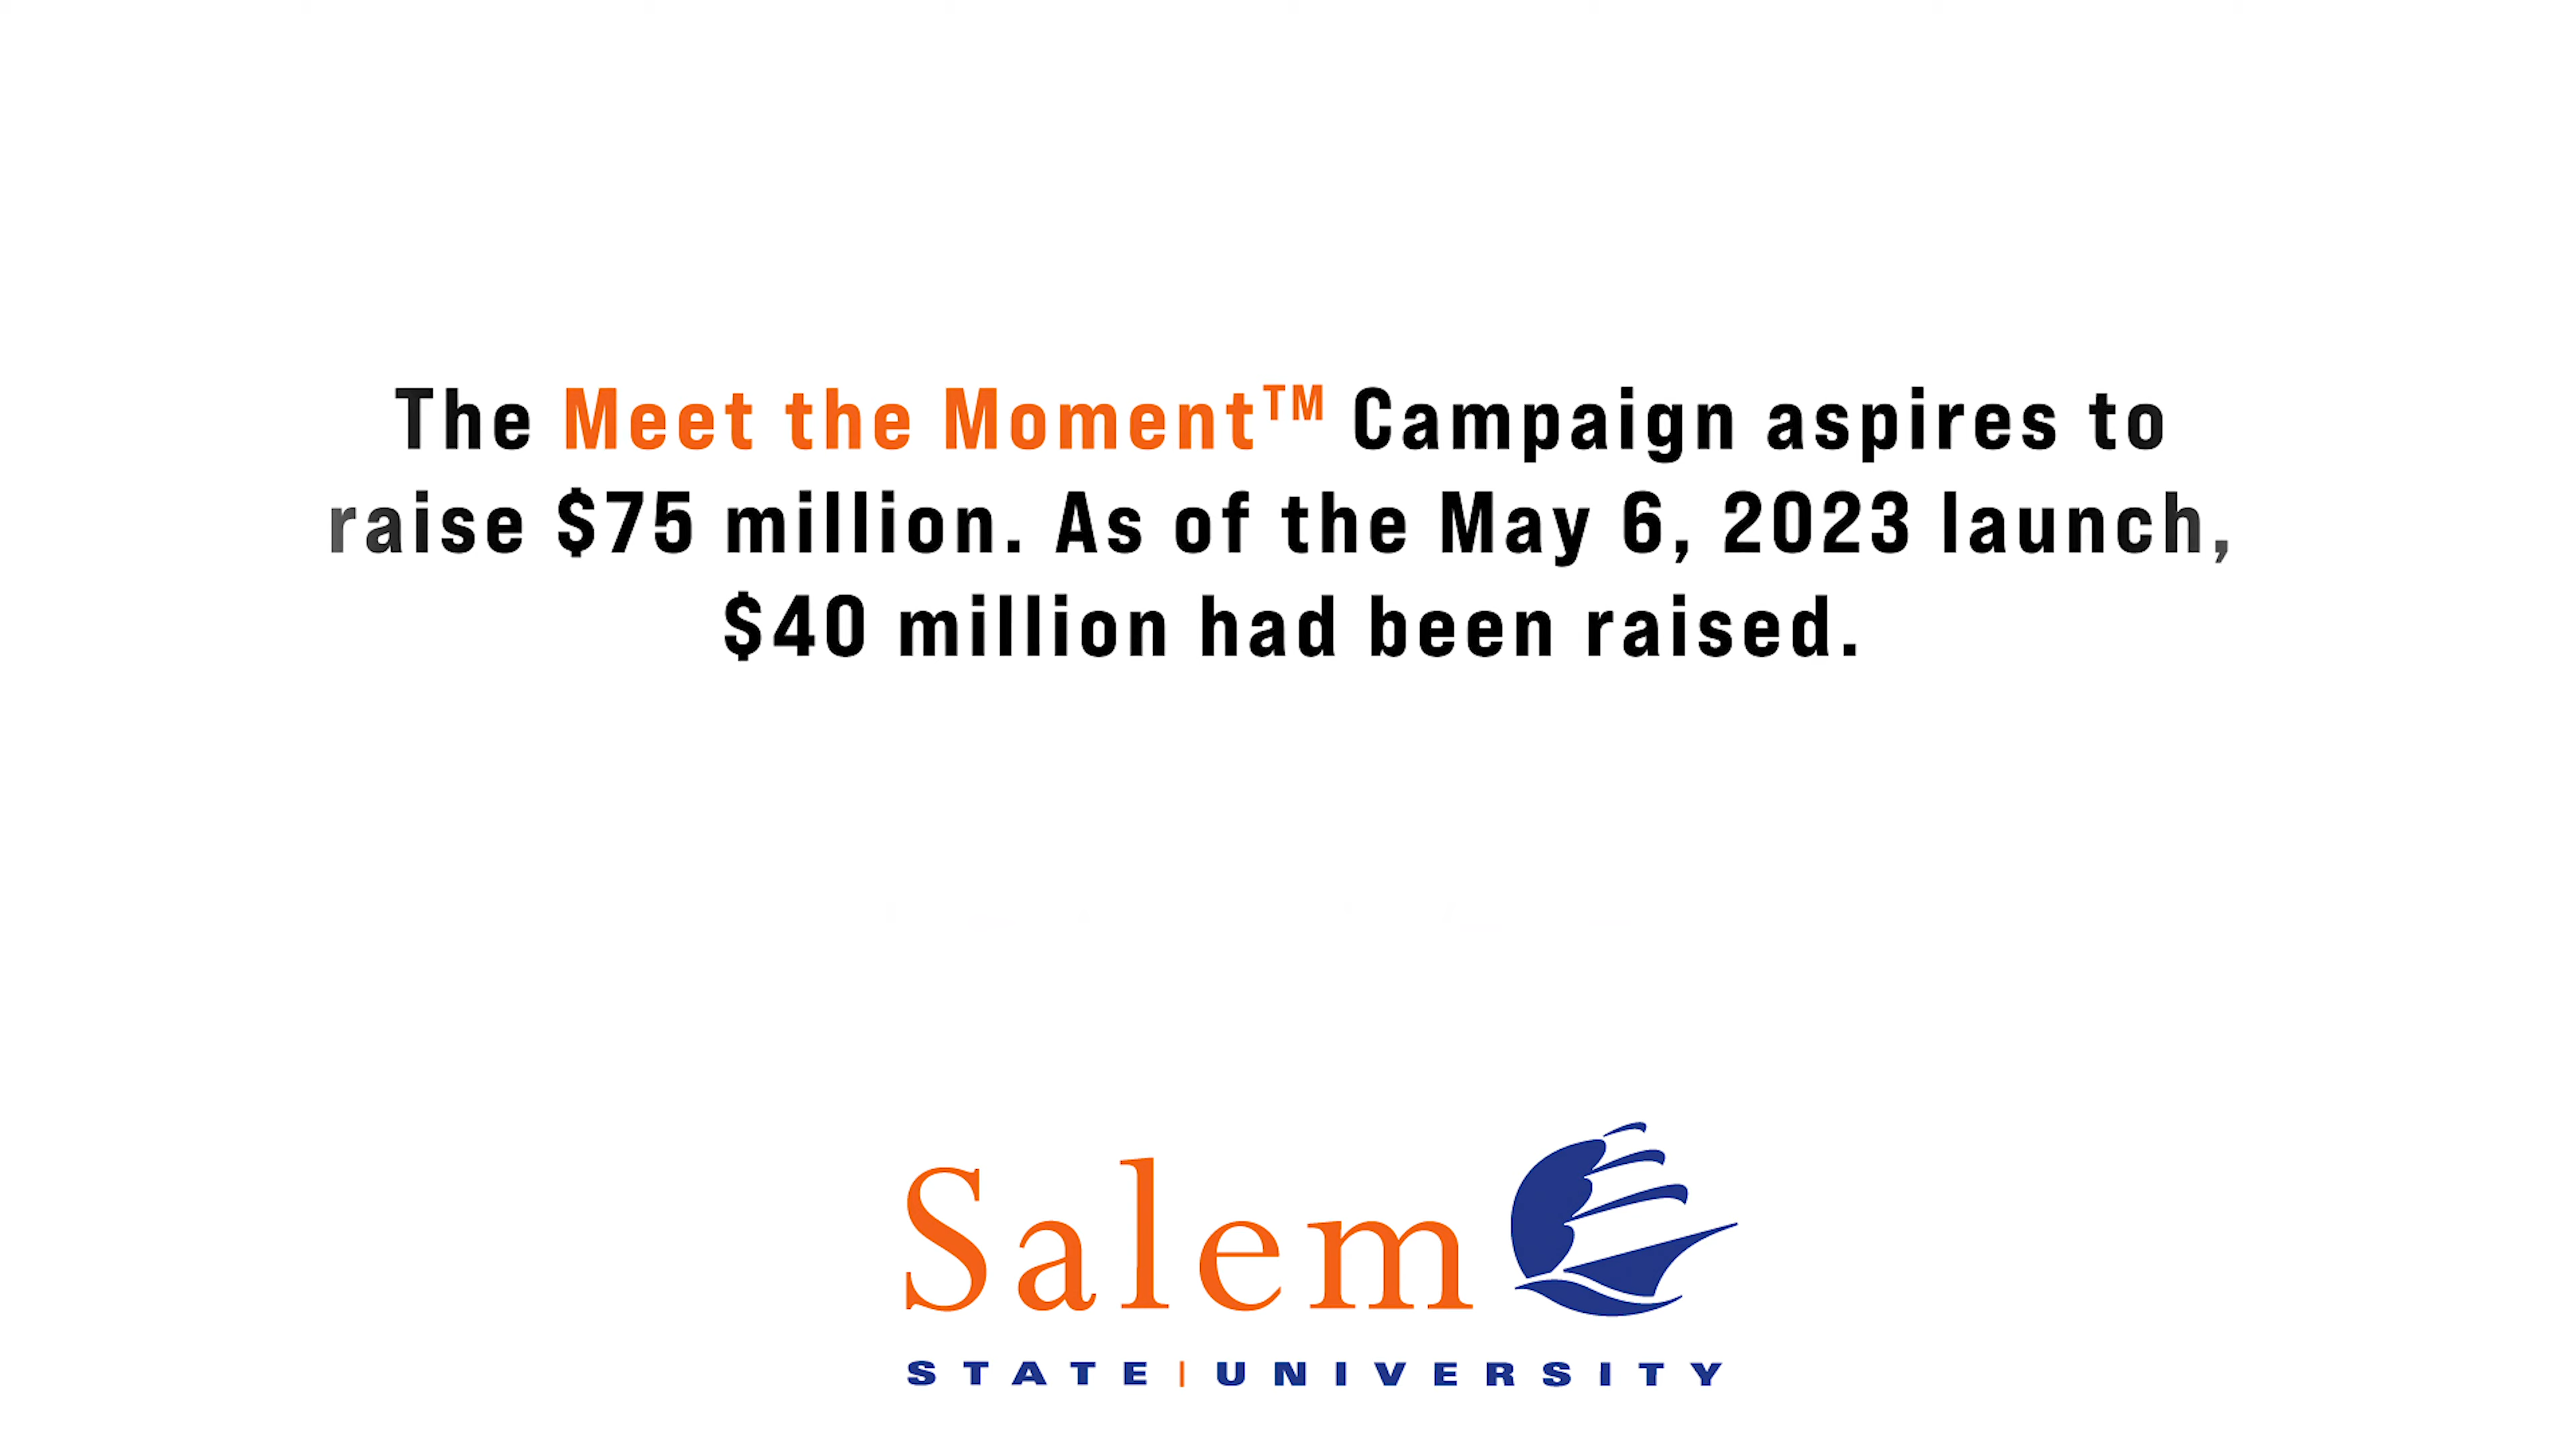 The Meet the Moment™ Campaign aspires to
raise $75 million. As of the May 6, 2023 launch,
$40 million had been raised.
Salem
STATE | UNIVERSITY